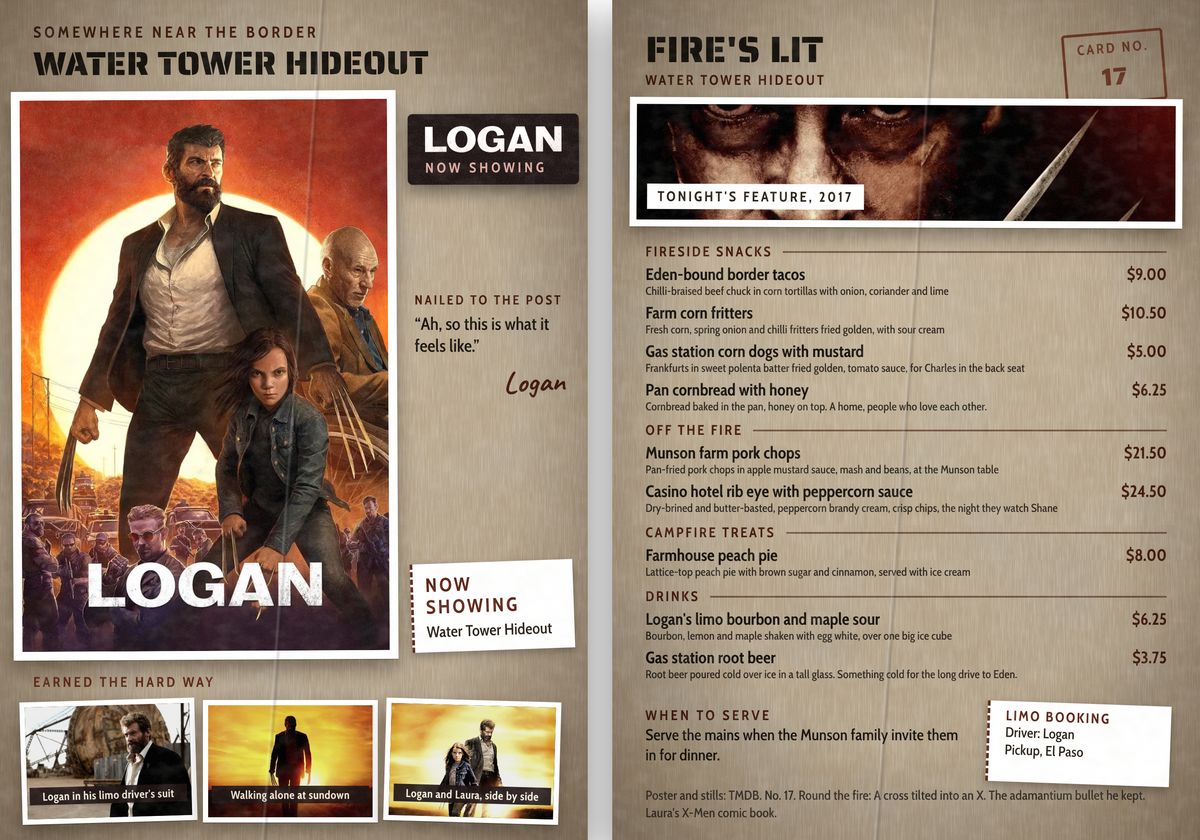 SOMEWHERE NEAR THE BORDER
WATER TOWER HIDEOUT
LOGAN
LOGAN
NOW SHOWING
NAILED TO THE POST
“Ah, so this is what it
feels like.”
Logan
NOW
SHOWING
Water Tower Hideout
EARNED THE HARD WAY
Logan in his limo driver's suit
Walking alone at sundown
Logan and Laura, side by side
FIRE'S LIT
WATER TOWER HIDEOUT
CARD NO.
17
TONIGHT'S FEATURE, 2017
FIRESIDE SNACKS
Eden-bound border tacos $9.00
Chilli-braised beef chuck in corn tortillas with onion, coriander and lime
Farm corn fritters $10.50
Fresh corn, spring onion and chilli fritters fried golden, with sour cream
Gas station corn dogs with mustard $5.00
Frankfurts in sweet polenta batter fried golden, tomato sauce, for Charles in the back seat
Pan cornbread with honey $6.25
Cornbread baked in the pan, honey on top. A home, people who love each other.
OFF THE FIRE
Munson farm pork chops $21.50
Pan-fried pork chops in apple mustard sauce, mash and beans, at the Munson table
Casino hotel rib eye with peppercorn sauce $24.50
Dry-brined and butter-basted, peppercorn brandy cream, crisp chips, the night they watch Shane
CAMPFIRE TREATS
Farmhouse peach pie $8.00
Lattice-top peach pie with brown sugar and cinnamon, served with ice cream
DRINKS
Logan's limo bourbon and maple sour $6.25
Bourbon, lemon and maple shaken with egg white, over one big ice cube
Gas station root beer $3.75
Root beer poured cold over ice in a tall glass. Something cold for the long drive to Eden.
WHEN TO SERVE
Serve the mains when the Munson family invite them
in for dinner.
LIMO BOOKING
Driver: Logan
Pickup, El Paso
Poster and stills: TMDB. No. 17. Round the fire: A cross tilted into an X. The adamantium bullet he kept.
Laura's X-Men comic book.